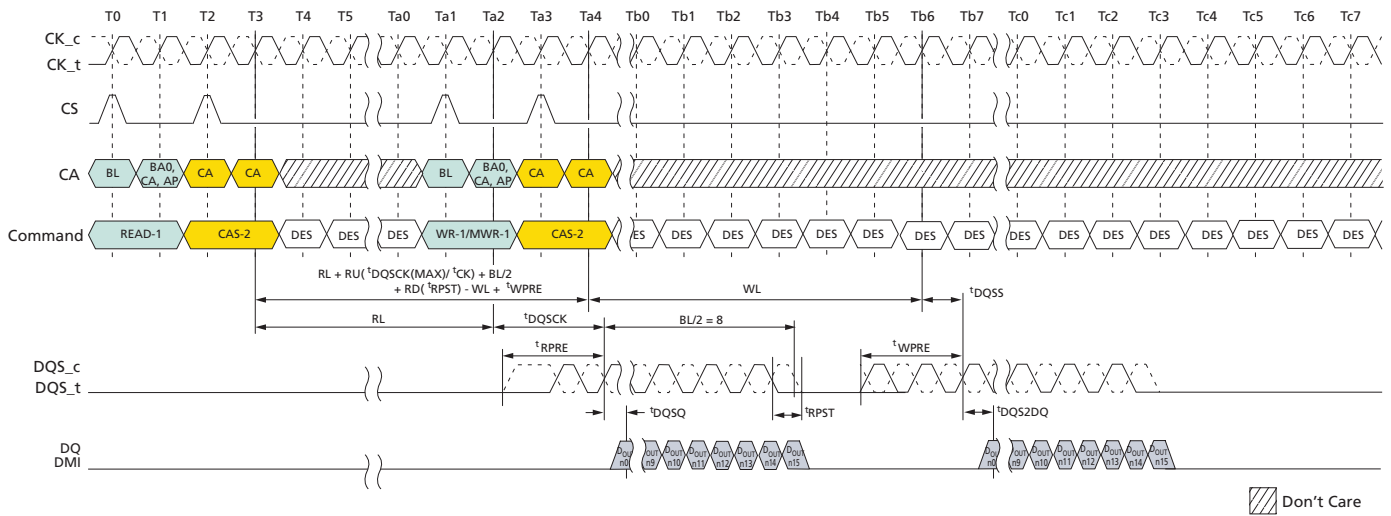 T0 T1 T2 T3 T4 T5 Ta0 Ta1 Ta2 Ta3 Ta4 Tb0 Tb1 Tb2 Tb3 Tb4 Tb5 Tb6 Tb7 Tc0 Tc1 Tc2 Tc3 Tc4 Tc5 Tc6 Tc7
CK_c
CK_t
CS
CA BL BA0, CA, AP CA CA BL BA0, CA, AP CA CA
Command READ-1 CAS-2 DES DES DES WR-1/MWR-1 CAS-2 ES DES DES DES DES DES DES DES DES DES DES DES DES DES DES DES
RL + RU( tDQSCK(MAX)/ tCK) + BL/2
+ RD( tRPST) - WL + tWPRE
WL
tDQSS
RL
tDQSCK
BL/2 = 8
tRPRE
tWPRE
DQS_c
DQS_t
tDQSQ
tRPST
tDQS2DQ
DQ
DMI
DOUT n0 DOUT n9 DOUT n10 DOUT n11 DOUT n12 DOUT n13 DOUT n14 DOUT n15
DOUT n0 DOUT n9 DOUT n10 DOUT n11 DOUT n12 DOUT n13 DOUT n14 DOUT n15
Don't Care